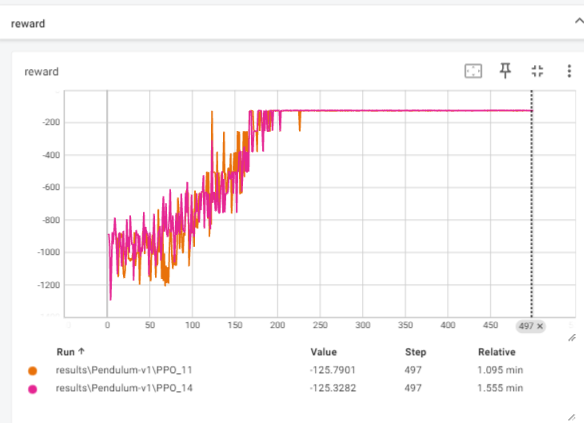 reward
reward
-200
-400
-600
-800
-1000
-1200
0 50 100 150 200 250 300 350 400 450 497 ×
Run ↑ Value Step Relative
results\Pendulum-v1\PPO_11 -125.7901 497 1.095 min
results\Pendulum-v1\PPO_14 -125.3282 497 1.555 min